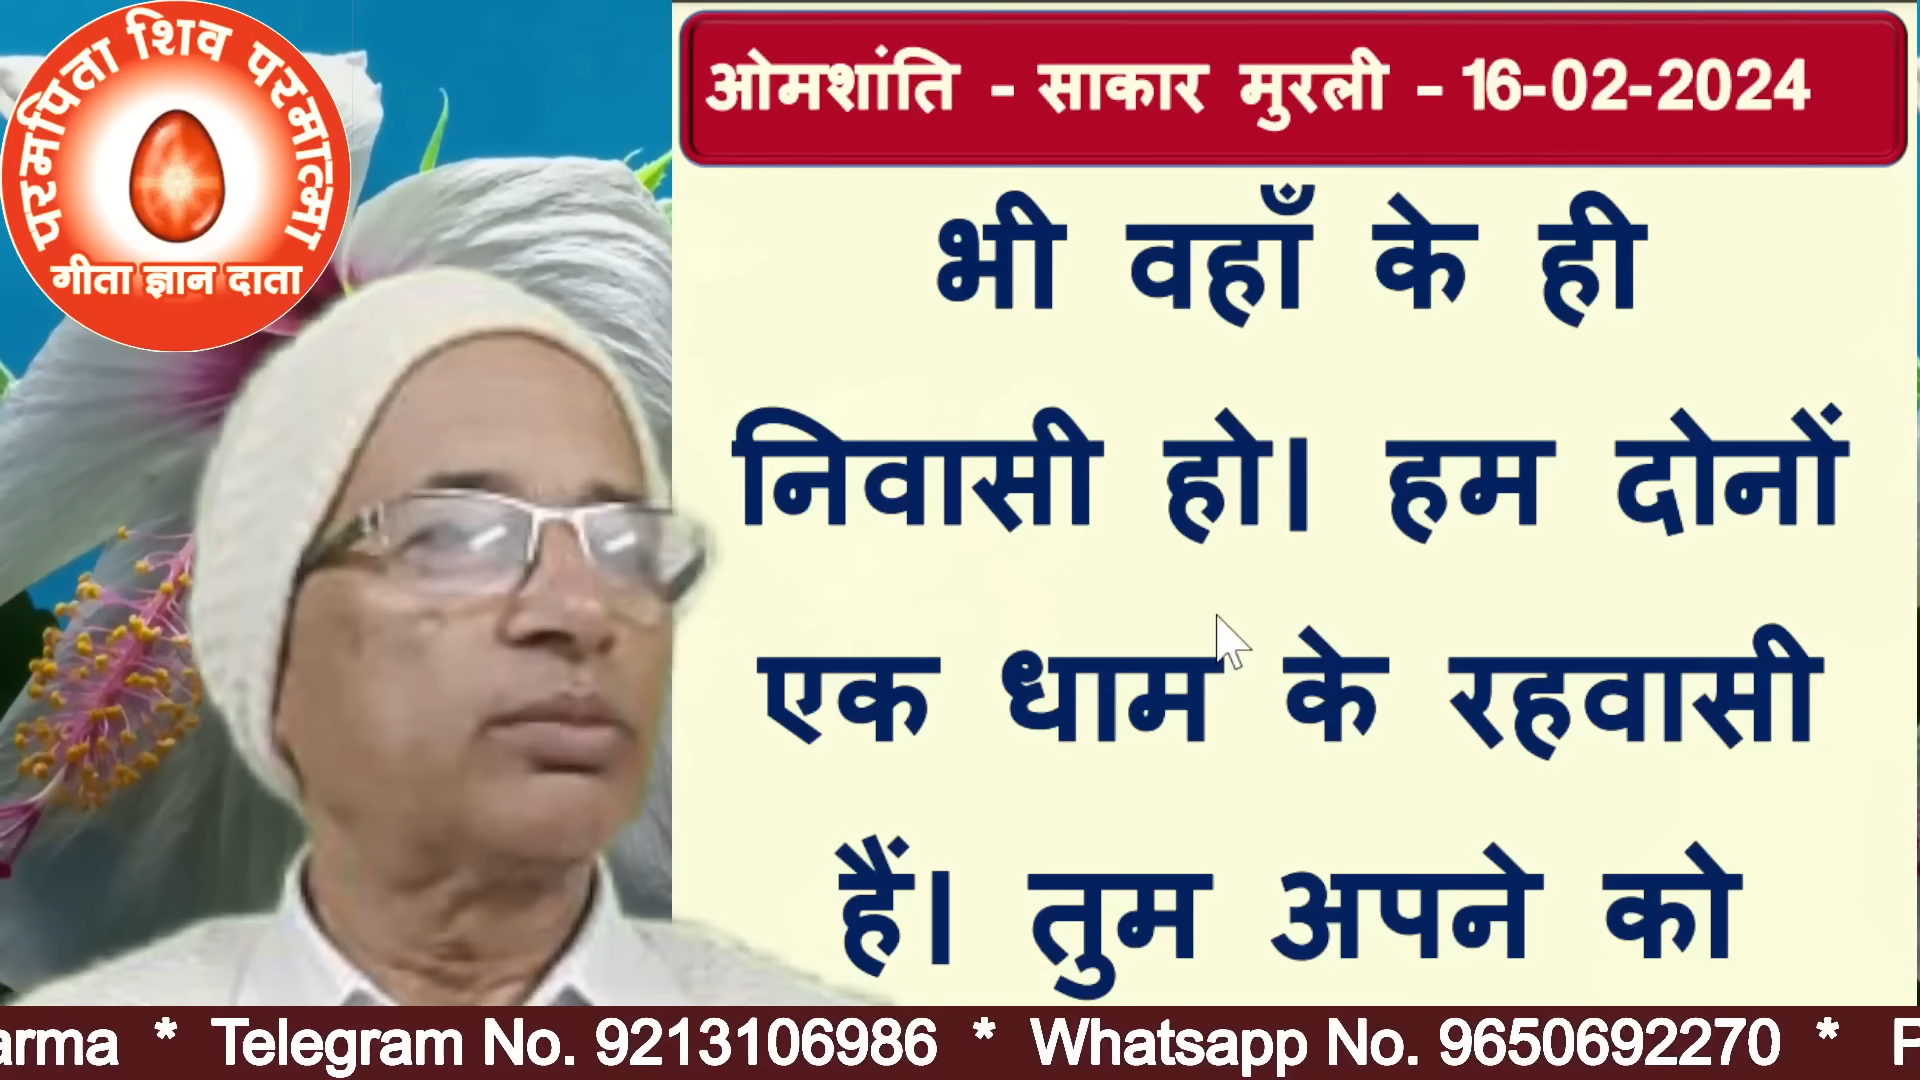 परमपिता शिव परमात्मा
गीता ज्ञान दाता
ओमशांति - साकार मुरली - 16-02-2024
भी वहाँ के ही
निवासी हो। हम दोनों
एक धाम के रहवासी
हैं। तुम अपने को
arma * Telegram No. 9213106986 * Whatsapp No. 9650692270 * P